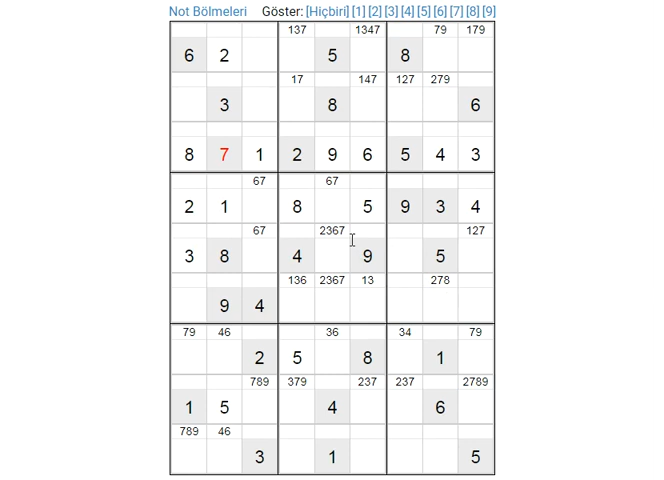 Not Bölmeleri Göster: [Hiçbiri] [1] [2] [3] [4] [5] [6] [7] [8] [9]
137 1347 79 179
6 2 5 8
17 147 127 279
3 8 6
8 7 1 2 9 6 5 4 3
67 67
2 1 8 5 9 3 4
67 2367 127
3 8 4 9 5
136 2367 13 278
9 4
79 46 36 34 79
2 5 8 1
789 379 237 237 2789
1 5 4 6
789 46
3 1 5